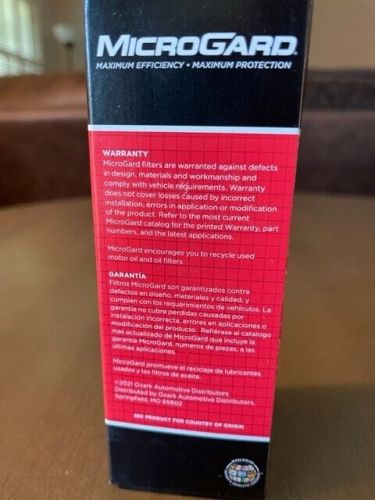 MICROGARD.
MAXIMUM EFFICIENCY • MAXIMUM PROTECTION
WARRANTY
MicroGard filters are warranted against defects
in design, materials and workmanship and
comply with vehicle requirements. Warranty
does not cover losses caused by incorrect
installation, errors in application or modification
of the product. Refer to the most current
MicroGard catalog for the printed Warranty, part
numbers, and the latest applications.
MicroGard encourages you to recycle used
motor oil and oil filters.
GARANTÍA
Filtros MicroGard son garantizados contra
defectos en diseño, materiales y calidad, y
cumplen con los requerimientos de vehículos. La
garantía no cubre perdidas causadas por
instalación incorrecta, errores en aplicaciones o
modificación del producto. Refiérase al catalogo
mas actualizado de MicroGard que incluye la
garantía MicroGard, numeros de piezas, a las
últimas aplicaciones.
MicroGard promueve el reciclaje de lubricantes
usados y los filtros de aceite.
©2021 Ozark Automotive Distributors
Distributed by Ozark Automotive Distributors,
Springfield, MO 65802
SEE PRODUCT FOR COUNTRY OF ORIGIN